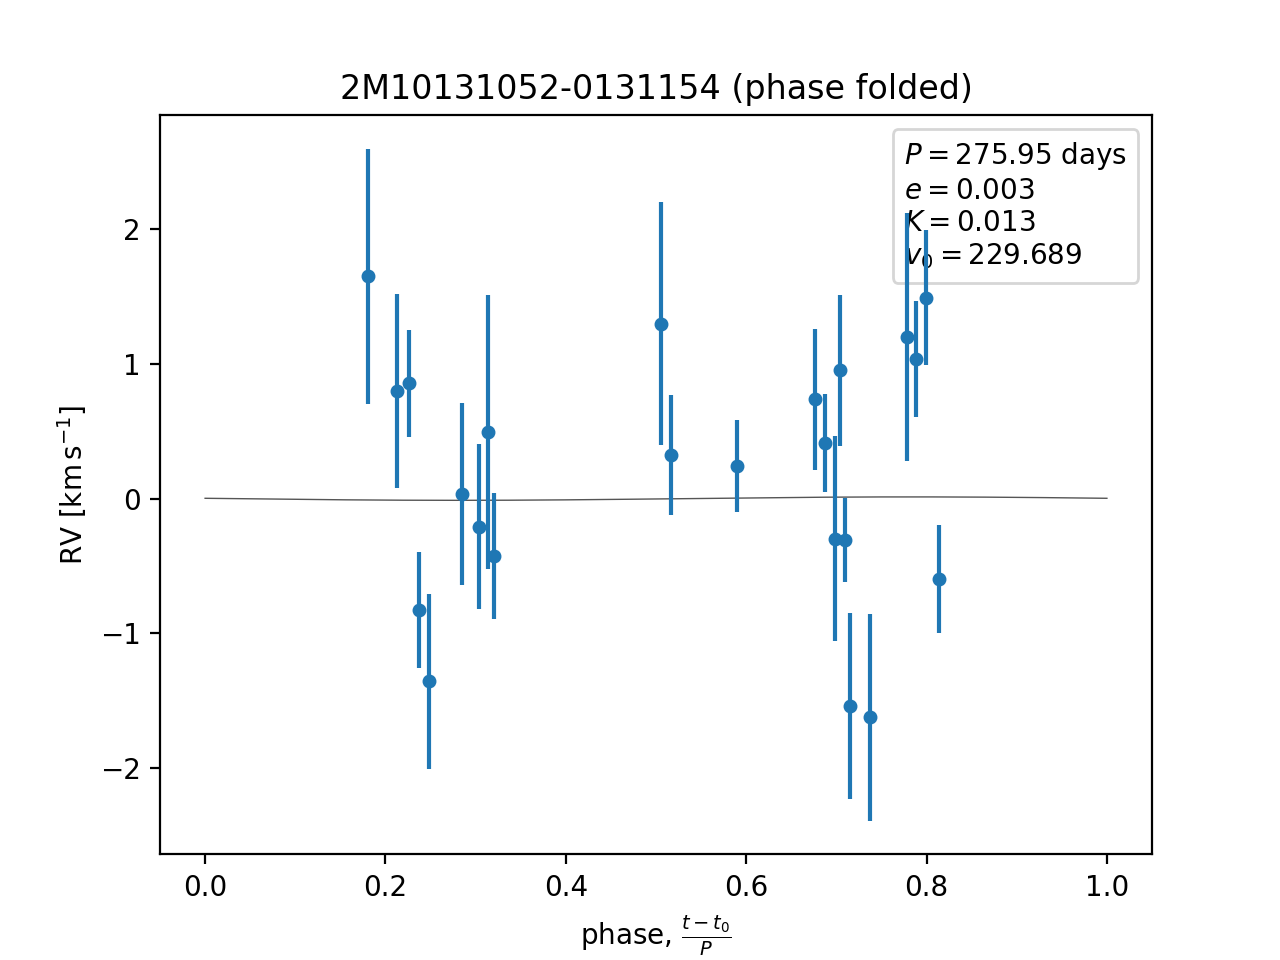 2M10131052-0131154 (phase folded)
P = 275.95 days
e = 0.003
K = 0.013
v₀ = 229.689
RV [km s⁻¹]
2
1
0
−1
−2
0.0 0.2 0.4 0.6 0.8 1.0
phase, (t − t₀)/P